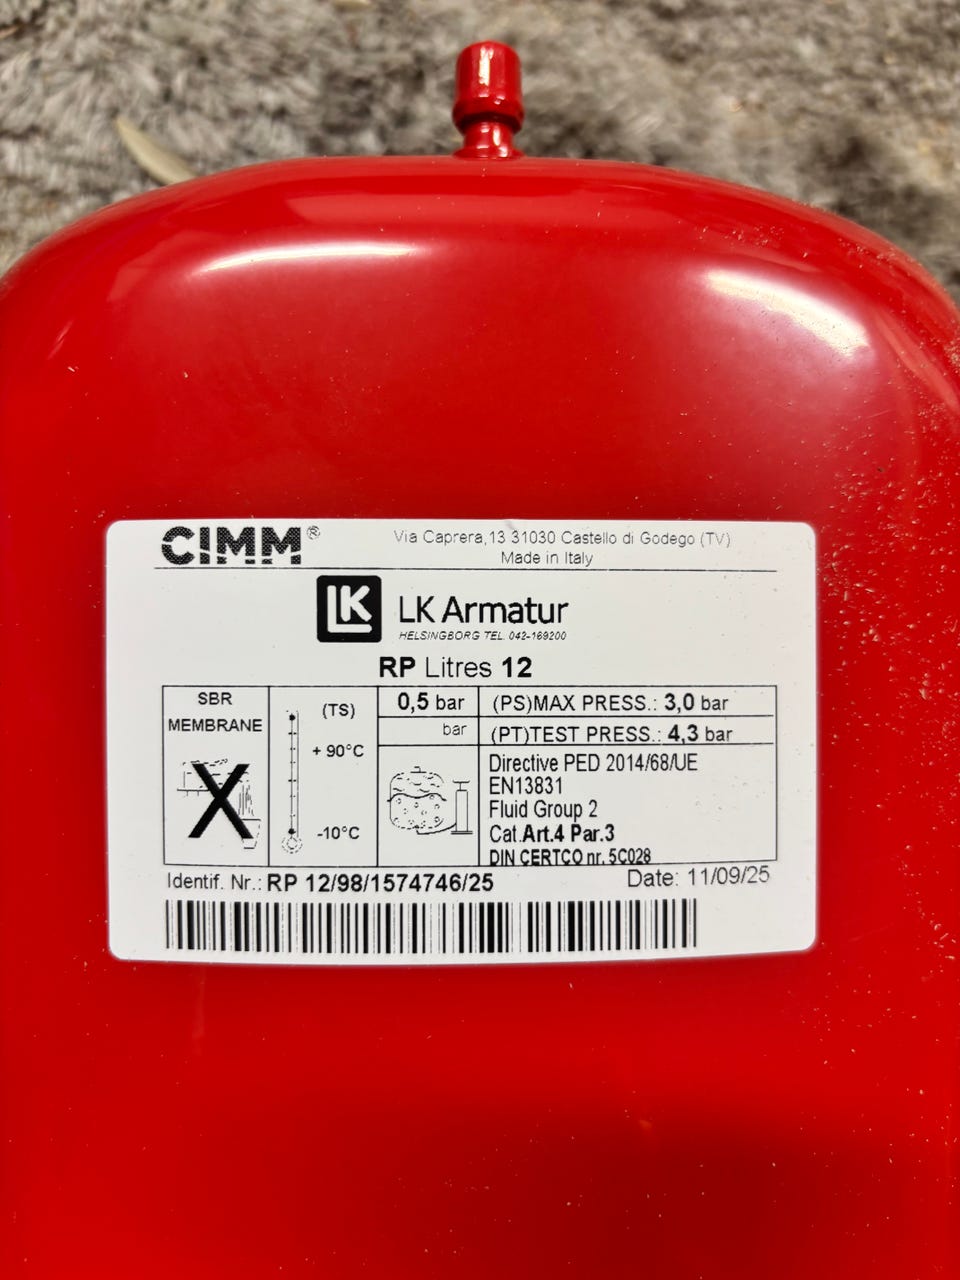 CIMM®
Via Caprera,13 31030 Castello di Godego (TV)
Made in Italy
LK LK Armatur
HELSINGBORG TEL. 042-169200
RP Litres 12
SBR
MEMBRANE
X
(TS)
+ 90°C
-10°C
0,5 bar
bar
(PS)MAX PRESS.: 3,0 bar
(PT)TEST PRESS.: 4,3 bar
Directive PED 2014/68/UE
EN13831
Fluid Group 2
Cat.Art.4 Par.3
DIN CERTCO nr. 5C028
Identif. Nr.: RP 12/98/1574746/25
Date: 11/09/25